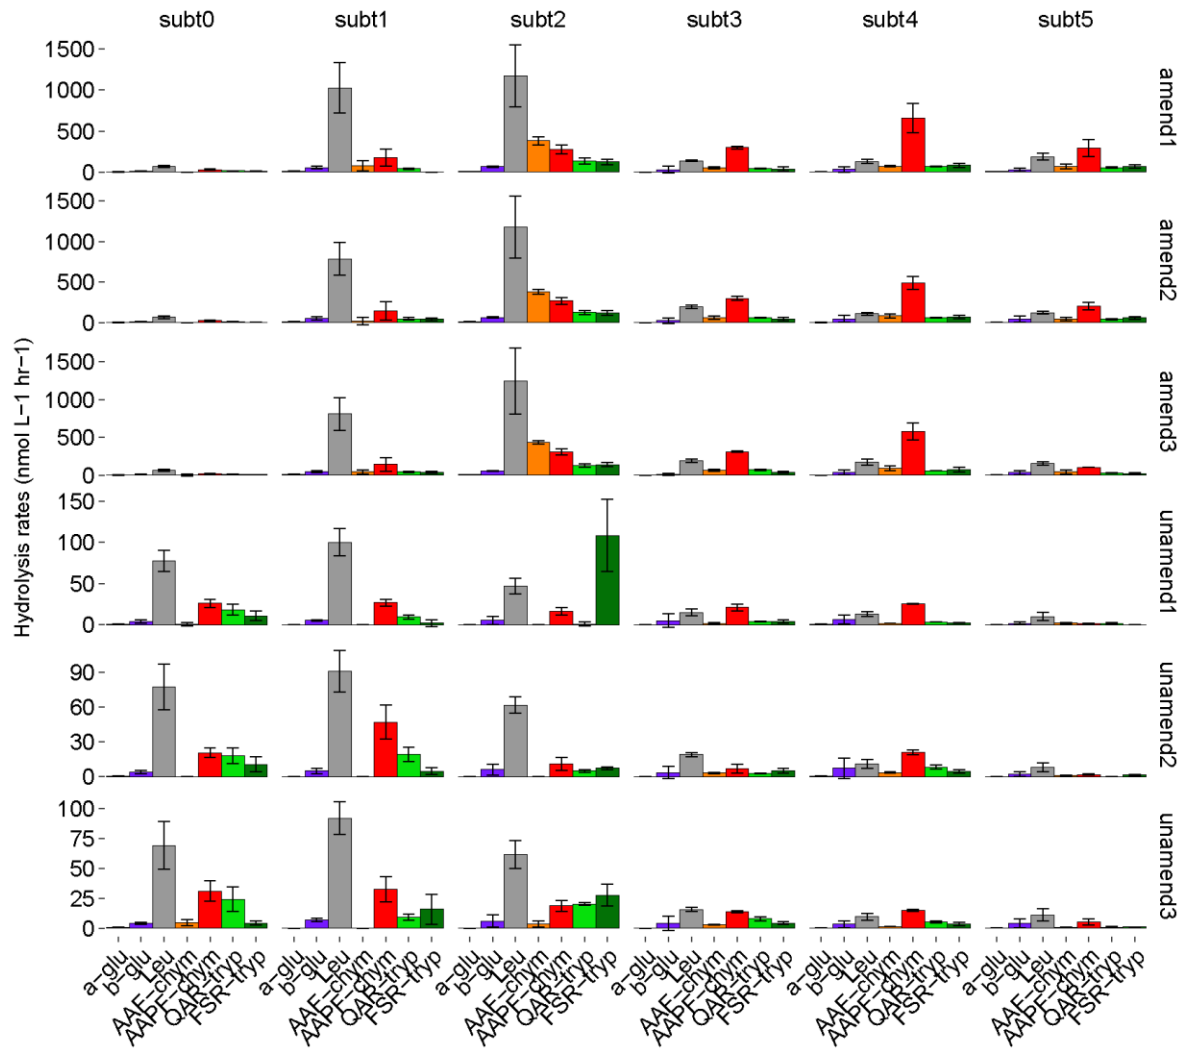 subt0 subt1 subt2 subt3 subt4 subt5
Hydrolysis rates (nmol L−1 hr−1)
1500
1000
500
0
amend1
1500
1000
500
0
amend2
1500
1000
500
0
amend3
150
100
50
0
unamend1
90
60
30
0
unamend2
100
75
50
25
0
unamend3
a−glu b−glu Leu AAF−chym AAPF−chym QAR−tryp FSR−tryp a−glu b−glu Leu AAF−chym AAPF−chym QAR−tryp FSR−tryp a−glu b−glu Leu AAF−chym AAPF−chym QAR−tryp FSR−tryp a−glu b−glu Leu AAF−chym AAPF−chym QAR−tryp FSR−tryp a−glu b−glu Leu AAF−chym AAPF−chym QAR−tryp FSR−tryp a−glu b−glu Leu AAF−chym AAPF−chym QAR−tryp FSR−tryp